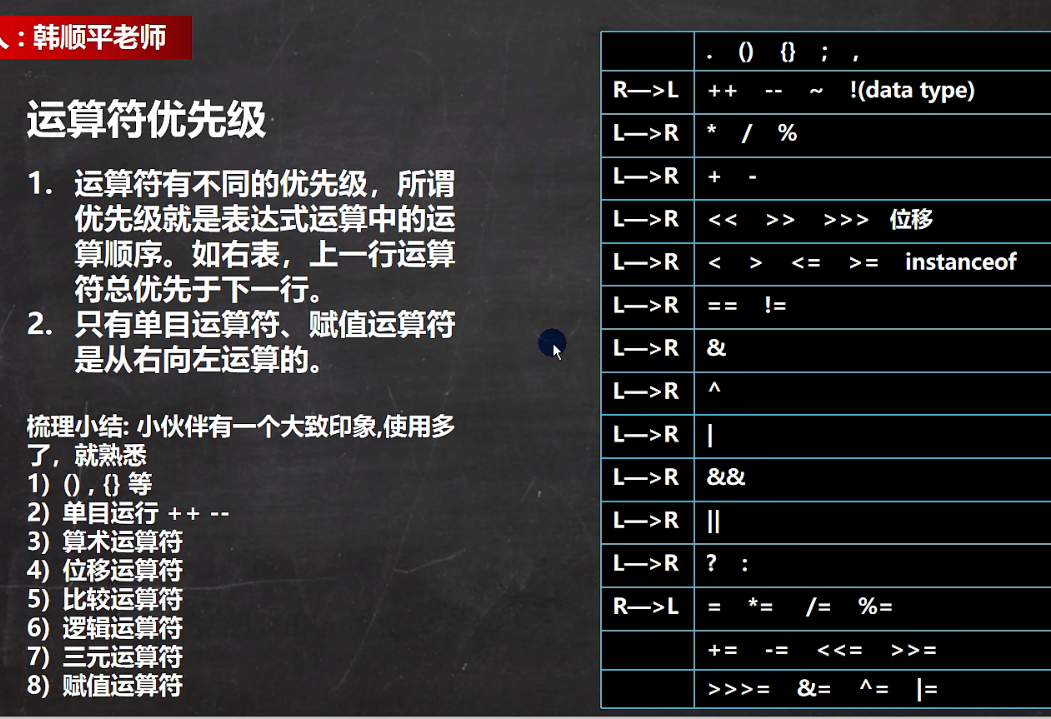 人：韩顺平老师
运算符优先级
1. 运算符有不同的优先级，所谓
优先级就是表达式运算中的运
算顺序。如右表，上一行运算
符总优先于下一行。
2. 只有单目运算符、赋值运算符
是从右向左运算的。
梳理小结: 小伙伴有一个大致印象,使用多
了，就熟悉
1) () , {} 等
2) 单目运行 ++ --
3) 算术运算符
4) 位移运算符
5) 比较运算符
6) 逻辑运算符
7) 三元运算符
8) 赋值运算符
. () {} ; ,
R—>L ++ -- ~ !(data type)
L—>R * / %
L—>R + -
L—>R << >> >>> 位移
L—>R < > <= >= instanceof
L—>R == !=
L—>R &
L—>R ^
L—>R |
L—>R &&
L—>R ||
L—>R ? :
R—>L = *= /= %=
+= -= <<= >>=
>>>= &= ^= |=